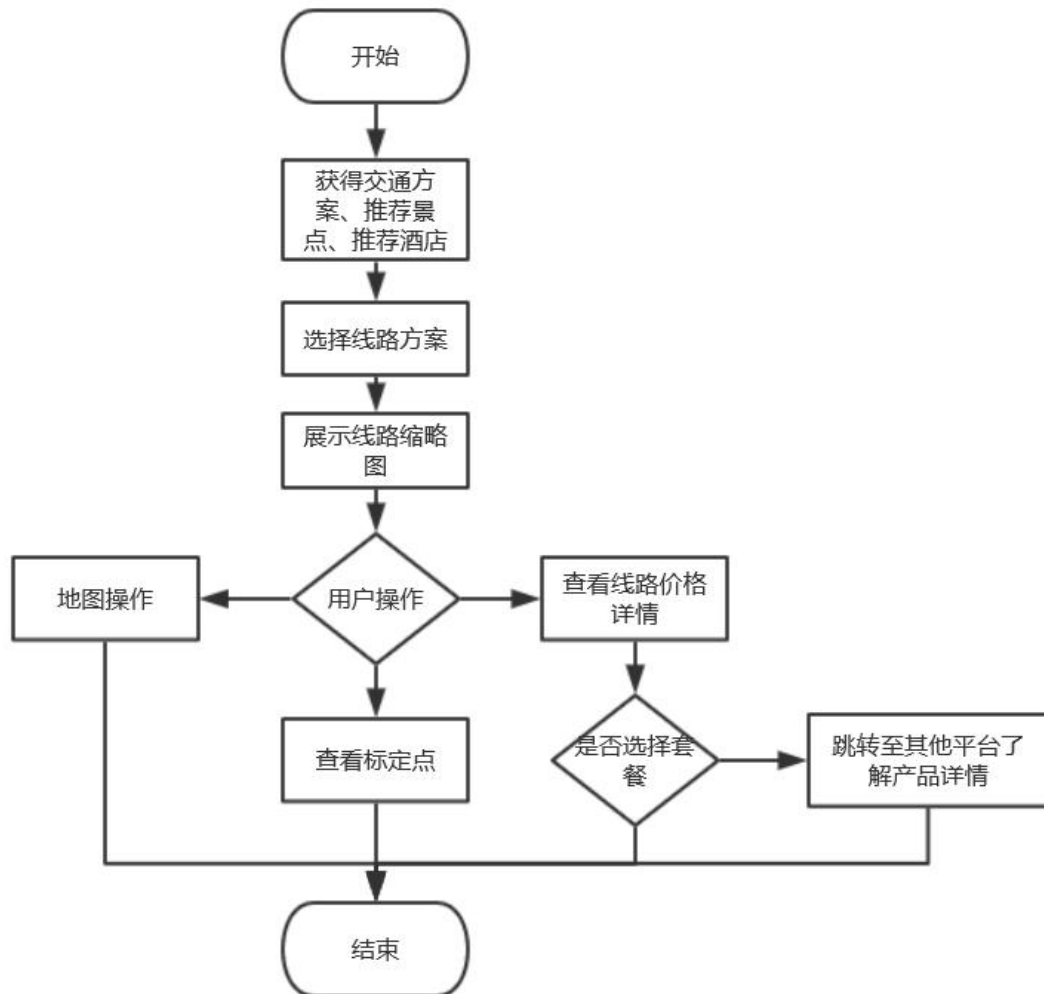 开始
获得交通方
案、推荐景
点、推荐酒店
选择线路方案
展示线路缩略
图
地图操作
用户操作
查看线路价格
详情
查看标定点
是否选择套
餐
跳转至其他平台了
解产品详情
结束